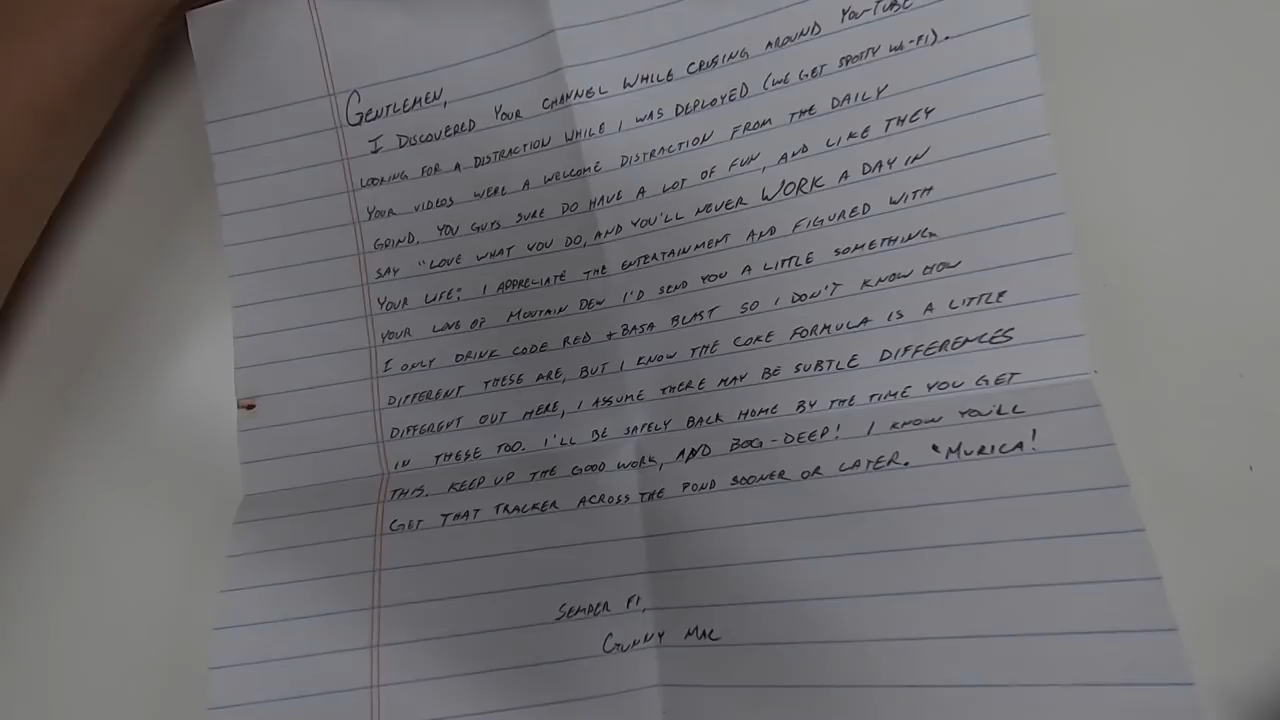 GENTLEMEN,
I DISCOVERED YOUR CHANNEL WHILE CRUSING AROUND YOUTUBE
LOOKING FOR A DISTRACTION WHILE I WAS DEPLOYED (WE GET SPOTTY WI-FI).
YOUR VIDEOS WERE A WELCOME DISTRACTION FROM THE DAILY
GRIND. YOU GUYS SURE DO HAVE A LOT OF FUN, AND LIKE THEY
SAY "LOVE WHAT YOU DO, AND YOU'LL NEVER WORK A DAY IN
YOUR LIFE". I APPRECIATE THE ENTERTAINMENT AND FIGURED WITH
YOUR LOVE OF MOUTAIN DEW I'D SEND YOU A LITTLE SOMETHING.
I ONLY DRINK CODE RED + BAJA BLAST SO I DON'T KNOW HOW
DIFFERENT THESE ARE, BUT I KNOW THE COKE FORMULA IS A LITTLE
DIFFERENT OUT HERE, I ASSUME THERE MAY BE SUBTLE DIFFERENCES
IN THESE TOO. I'LL BE SAFELY BACK HOME BY THE TIME YOU GET
THIS. KEEP UP THE GOOD WORK, AND BOG-DEEP! I KNOW YOU'LL
GET THAT TRACKER ACROSS THE POND SOONER OR LATER. 'MURICA!
SEMPER FI,
GUNNY MAC